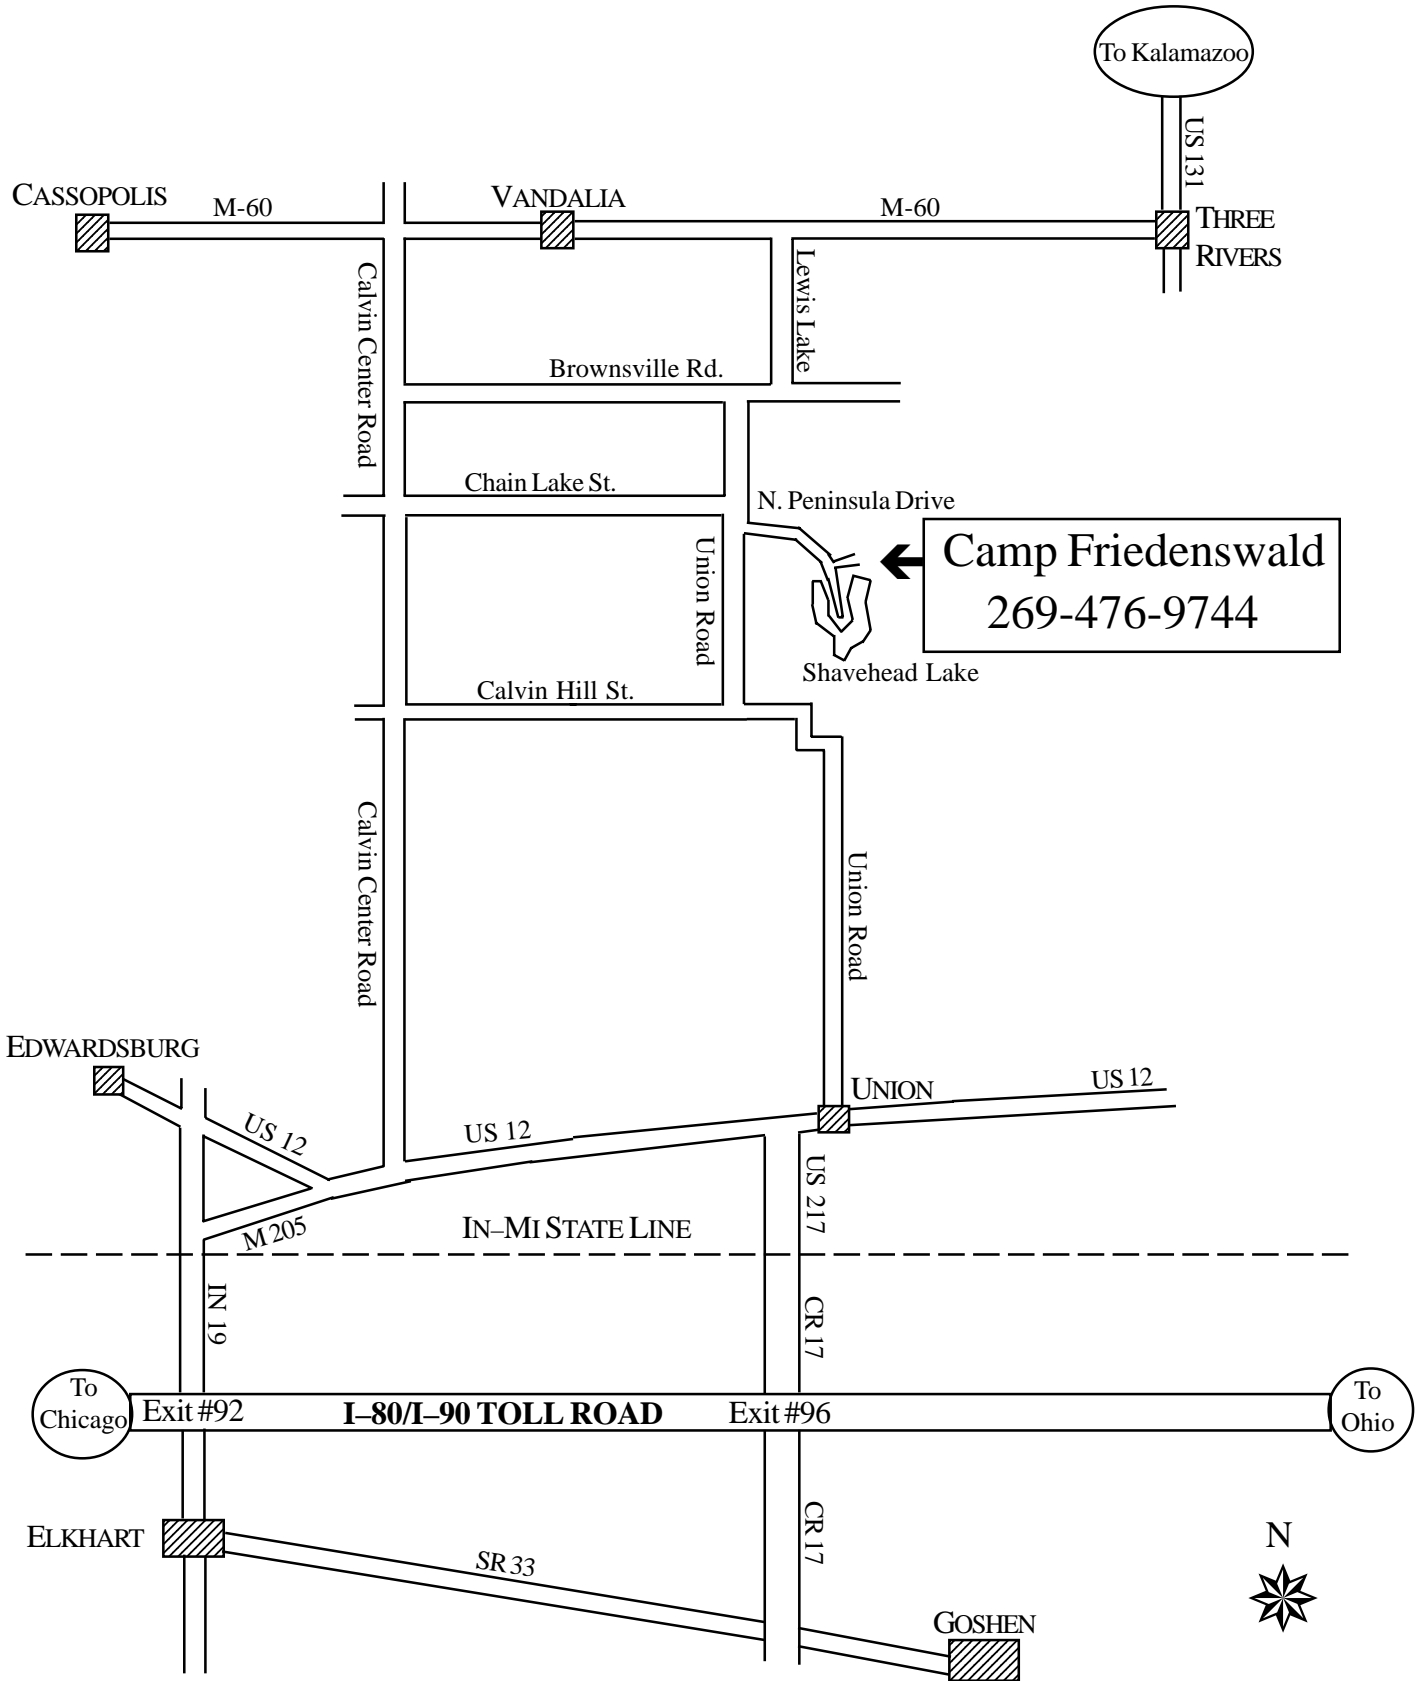 To Kalamazoo
US 131
CASSOPOLIS
M-60
VANDALIA
M-60
THREE
RIVERS
Calvin Center Road
Lewis Lake
Brownsville Rd.
Chain Lake St.
N. Peninsula Drive
Union Road
Camp Friedenswald
269-476-9744
Shavehead Lake
Calvin Hill St.
Calvin Center Road
Union Road
EDWARDSBURG
US 12
US 12
UNION
US 12
US 217
M 205
IN–MI STATE LINE
IN 19
CR 17
To
Chicago
Exit #92
I–80/I–90 TOLL ROAD
Exit #96
To
Ohio
ELKHART
SR 33
CR 17
N
GOSHEN